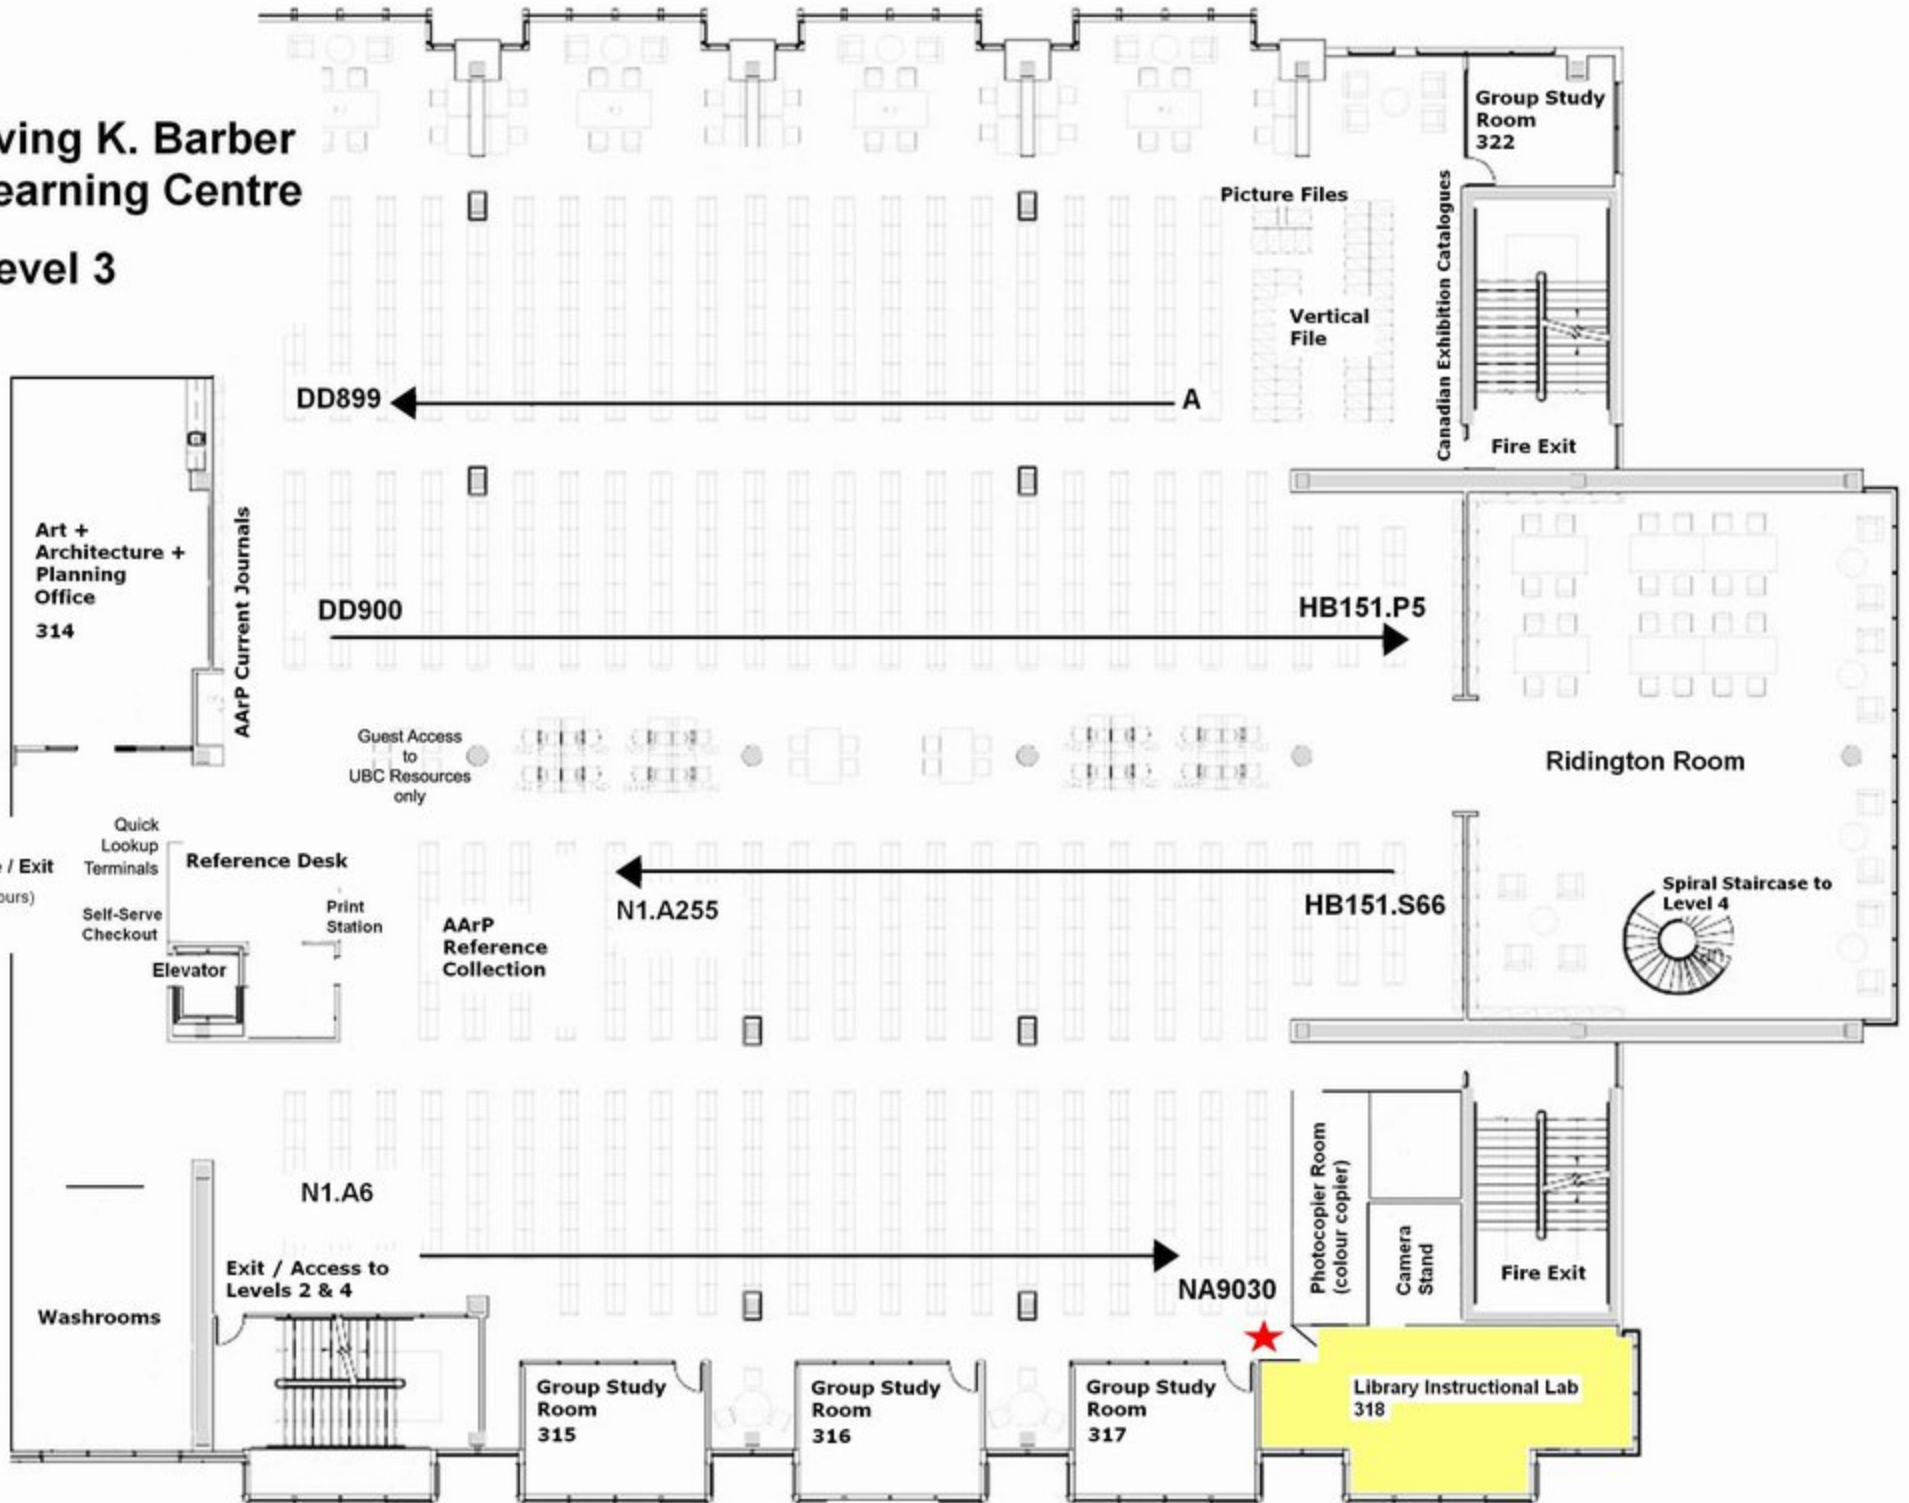 ving K. Barber
earning Centre
evel 3
Group Study
Room
322
Picture Files
Canadian Exhibition Catalogues
Vertical
File
DD899
A
Fire Exit
Art +
Architecture +
Planning
Office
314
AArP Current Journals
DD900
HB151.P5
Guest Access
to
UBC Resources
only
Ridington Room
Quick
Lookup
Terminals
/ Exit
ours)
Reference Desk
Self-Serve
Checkout
Print
Station
Elevator
AArP
Reference
Collection
N1.A255
HB151.S66
Spiral Staircase to
Level 4
N1.A6
Exit / Access to
Levels 2 & 4
Washrooms
NA9030
Photocopier Room
(colour copier)
Camera
Stand
Fire Exit
Group Study
Room
315
Group Study
Room
316
Group Study
Room
317
Library Instructional Lab
318